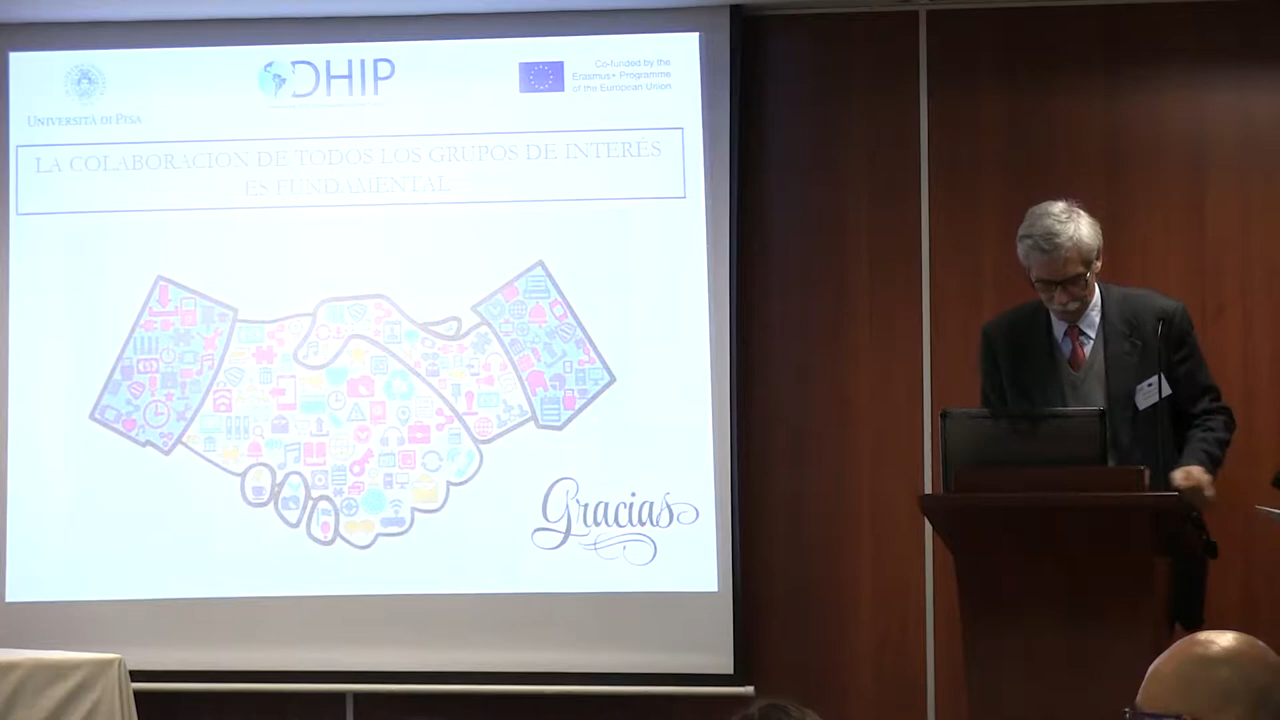 UNIVERSITÀ DI PISA
DHIP
Co-funded by the
Erasmus+ Programme
of the European Union
LA COLABORACION DE TODOS LOS GRUPOS DE INTERÉS
ES FUNDAMENTAL
Gracias